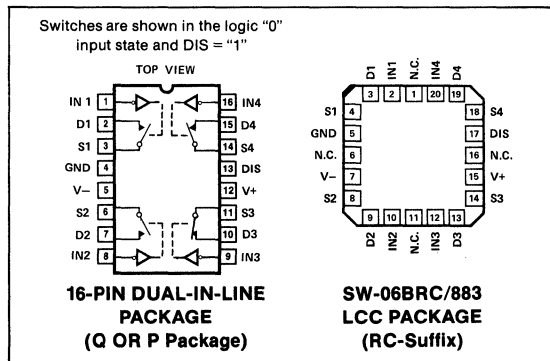 Switches are shown in the logic “0”
input state and DIS = “1”
TOP VIEW
IN 1 1 16 IN4
D1 2 15 D4
S1 3 14 S4
GND 4 13 DIS
V− 5 12 V+
S2 6 11 S3
D2 7 10 D3
IN2 8 9 IN3
16-PIN DUAL-IN-LINE
PACKAGE
(Q OR P Package)
D1 IN1 N.C. IN4 D4
3 2 1 20 19
S1 4 18 S4
GND 5 17 DIS
N.C. 6 16 N.C.
V− 7 15 V+
S2 8 14 S3
9 10 11 12 13
D2 IN2 N.C. IN3 D3
SW-06BRC/883
LCC PACKAGE
(RC-Suffix)